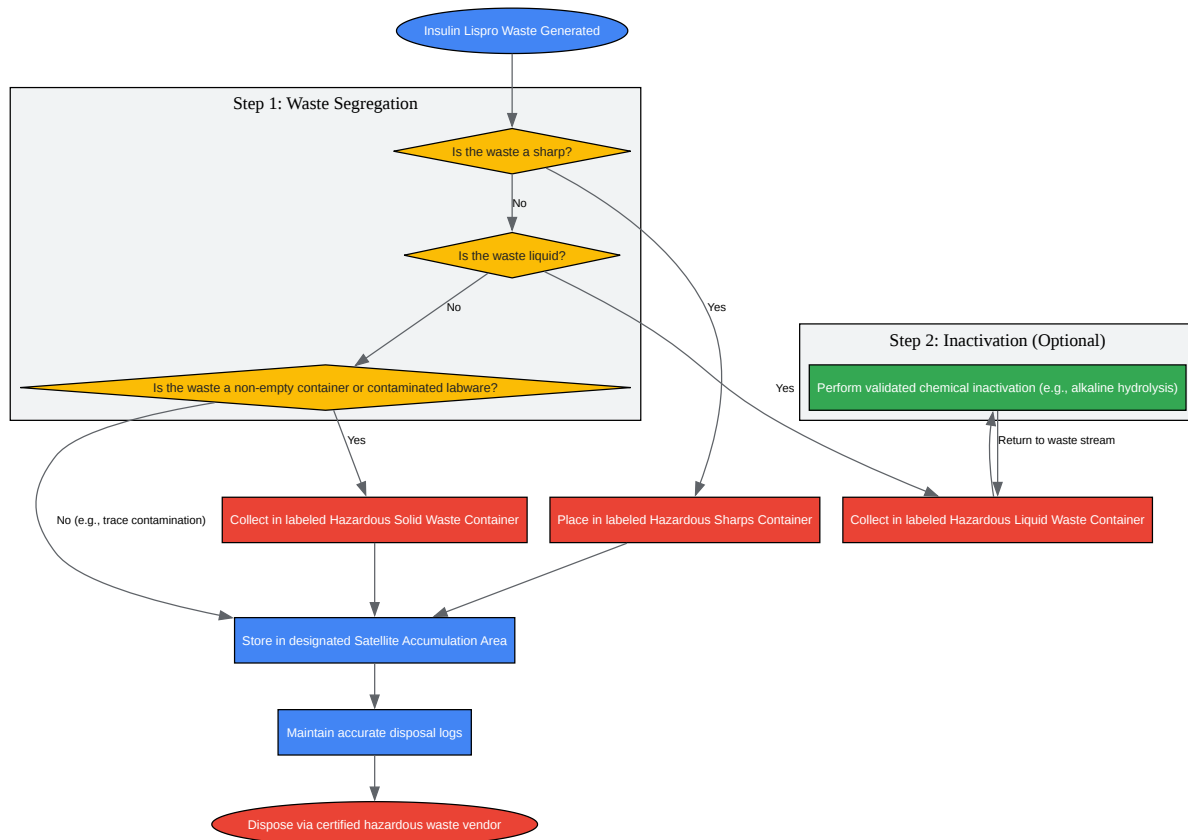 Insulin Lispro Waste Generated
Step 1: Waste Segregation
Is the waste a sharp?
No
Is the waste liquid?
No
Yes
Step 2: Inactivation (Optional)
Is the waste a non-empty container or contaminated labware?
Yes
Perform validated chemical inactivation (e.g., alkaline hydrolysis)
Yes
Return to waste stream
No (e.g., trace contamination)
Collect in labeled Hazardous Solid Waste Container
Place in labeled Hazardous Sharps Container
Collect in labeled Hazardous Liquid Waste Container
Store in designated Satellite Accumulation Area
Maintain accurate disposal logs
Dispose via certified hazardous waste vendor